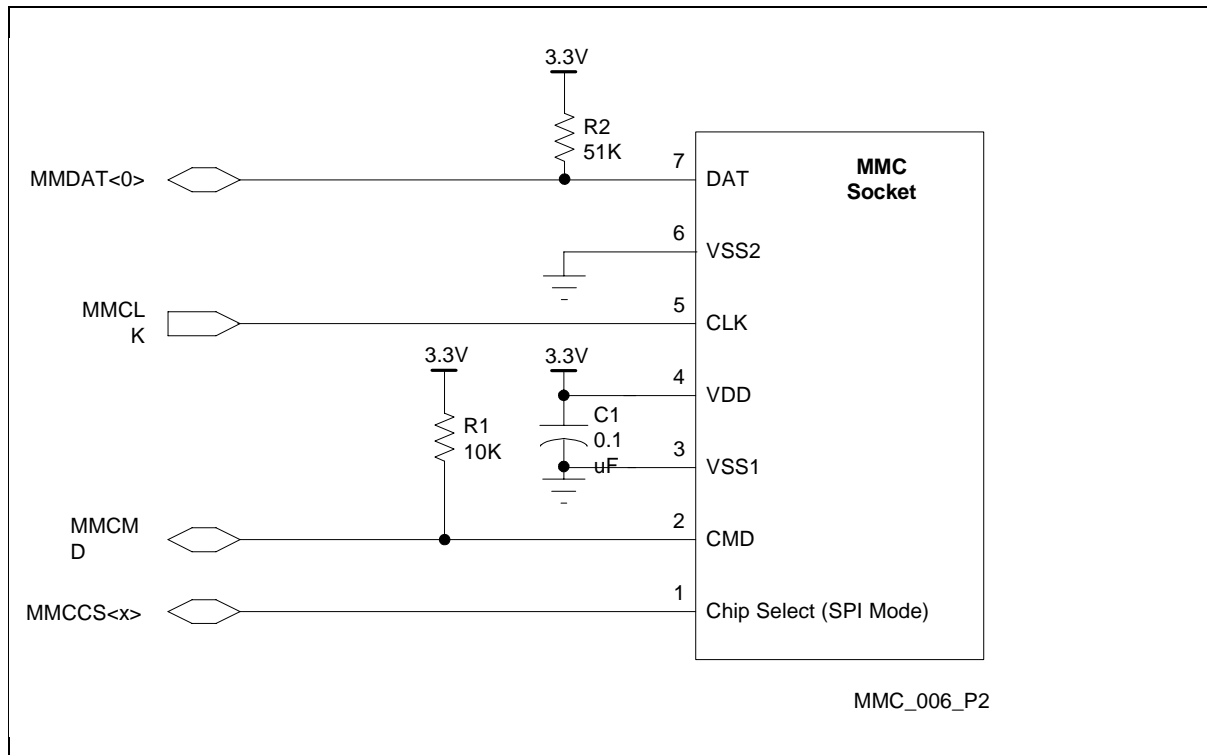 3.3V
R2
51K
MMC
Socket
MMDAT<0>
7
DAT
6
VSS2
MMCL
K
5
CLK
3.3V
3.3V
4
VDD
R1
10K
C1
0.1
uF
3
VSS1
MMCM
D
2
CMD
MMCCS<x>
1
Chip Select (SPI Mode)
MMC_006_P2